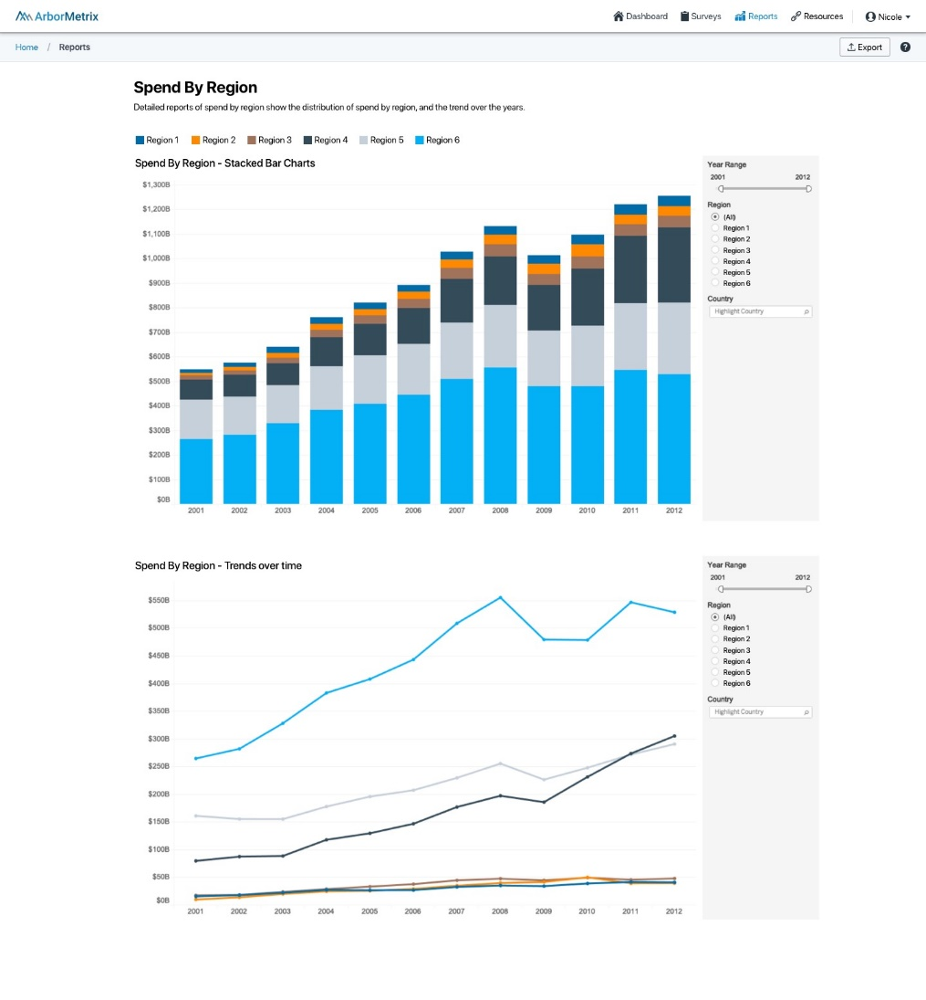 ArborMetrix Dashboard Surveys Reports Resources Nicole
Home / Reports Export ?
Spend By Region
Detailed reports of spend by region show the distribution of spend by region, and the trend over the years.
Region 1 Region 2 Region 3 Region 4 Region 5 Region 6
Spend By Region - Stacked Bar Charts
$1,300B
$1,200B
$1,100B
$1,000B
$900B
$800B
$700B
$600B
$500B
$400B
$300B
$200B
$100B
$0B
2001 2002 2003 2004 2005 2006 2007 2008 2009 2010 2011 2012
Year Range
2001 2012
Region
(All)
Region 1
Region 2
Region 3
Region 4
Region 5
Region 6
Country
Highlight Country
Spend By Region - Trends over time
$550B
$500B
$450B
$400B
$350B
$300B
$250B
$200B
$150B
$100B
$50B
$0B
2001 2002 2003 2004 2005 2006 2007 2008 2009 2010 2011 2012
Year Range
2001 2012
Region
(All)
Region 1
Region 2
Region 3
Region 4
Region 5
Region 6
Country
Highlight Country